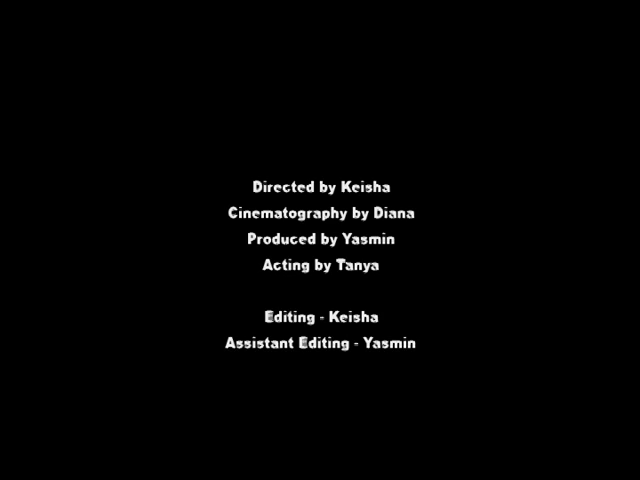 Directed by Keisha
Cinematography by Diana
Produced by Yasmin
Acting by Tanya
Editing - Keisha
Assistant Editing - Yasmin